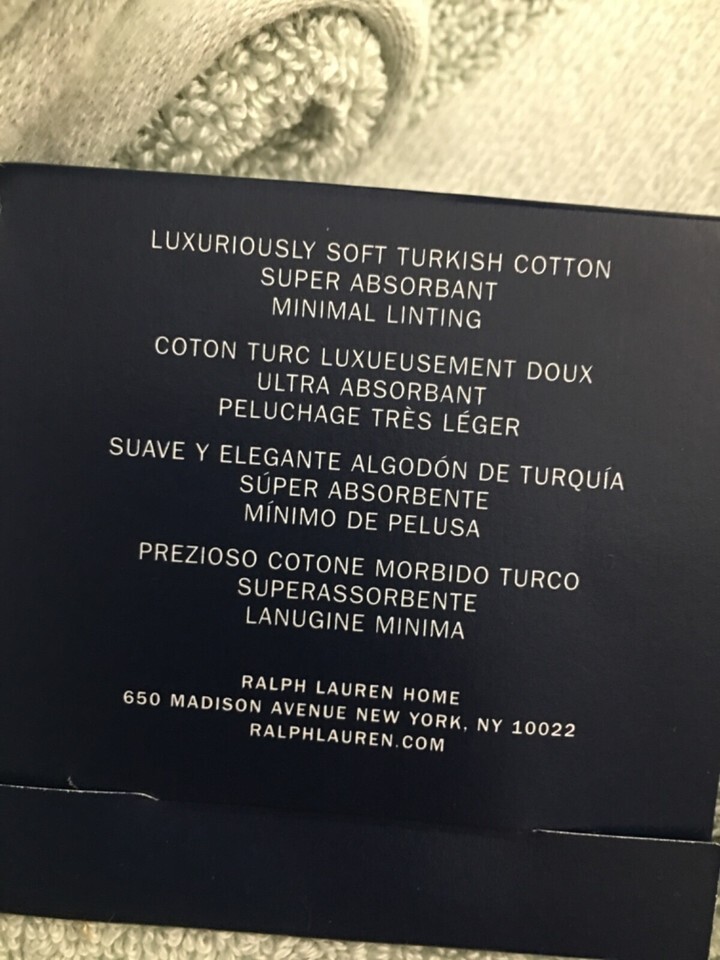 LUXURIOUSLY SOFT TURKISH COTTON
SUPER ABSORBANT
MINIMAL LINTING
COTON TURC LUXUEUSEMENT DOUX
ULTRA ABSORBANT
PELUCHAGE TRÈS LÉGER
SUAVE Y ELEGANTE ALGODÓN DE TURQUÍA
SÚPER ABSORBENTE
MÍNIMO DE PELUSA
PREZIOSO COTONE MORBIDO TURCO
SUPERASSORBENTE
LANUGINE MINIMA
RALPH LAUREN HOME
650 MADISON AVENUE NEW YORK, NY 10022
RALPHLAUREN.COM